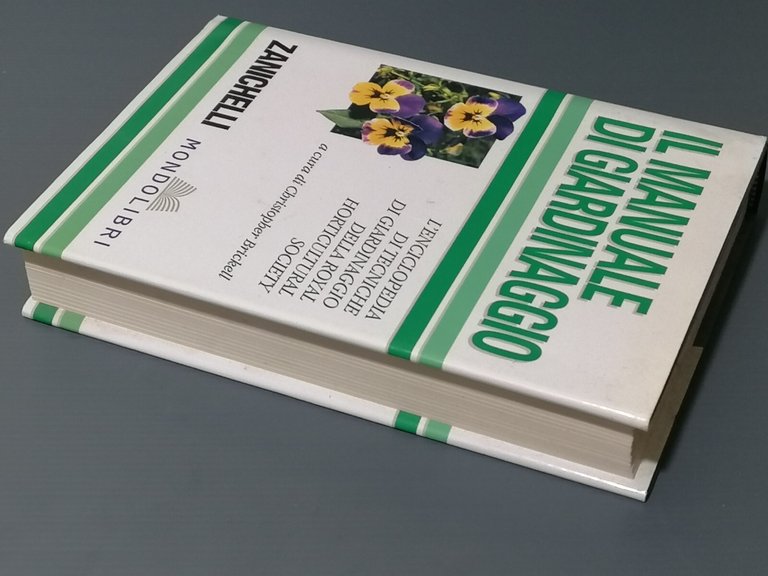 IL MANUALE
DI GIARDINAGGIO
L'ENCICLOPEDIA
DI TECNICHE
DI GIARDINAGGIO
DELLA ROYAL
HORTICULTURAL
SOCIETY
a cura di Christopher Brickell
ZANICHELLI
MONDOLIBRI